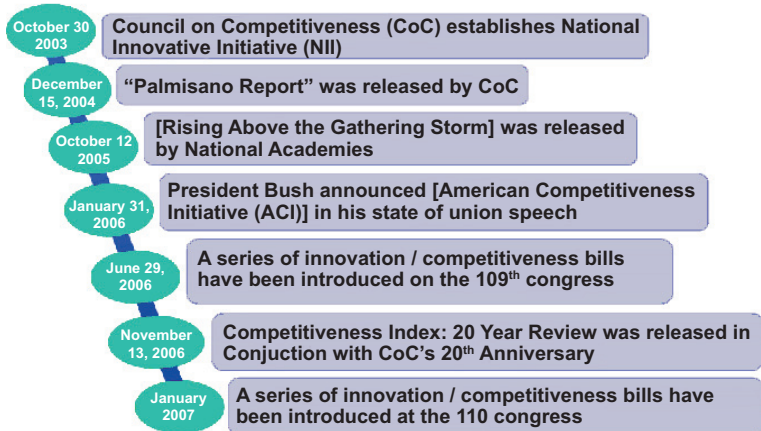 October 30
2003
Council on Competitiveness (CoC) establishes National
Innovative Initiative (NII)
December
15, 2004
“Palmisano Report” was released by CoC
October 12
2005
[Rising Above the Gathering Storm] was released
by National Academies
January 31,
2006
President Bush announced [American Competitiveness
Initiative (ACI)] in his state of union speech
June 29,
2006
A series of innovation / competitiveness bills
have been introduced on the 109th congress
November
13, 2006
Competitiveness Index: 20 Year Review was released in
Conjuction with CoC’s 20th Anniversary
January
2007
A series of innovation / competitiveness bills have
been introduced at the 110 congress